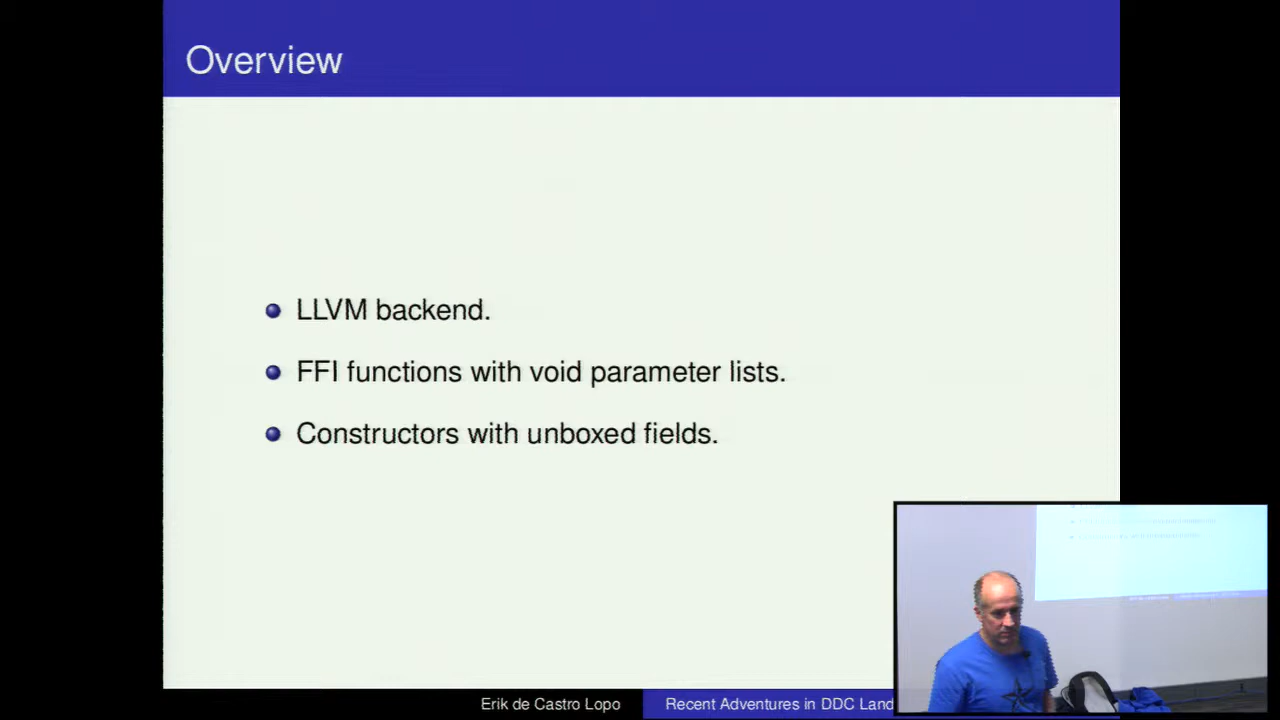 Overview
LLVM backend.
FFI functions with void parameter lists.
Constructors with unboxed fields.
Erik de Castro Lopo
Recent Adventures in DDC Land